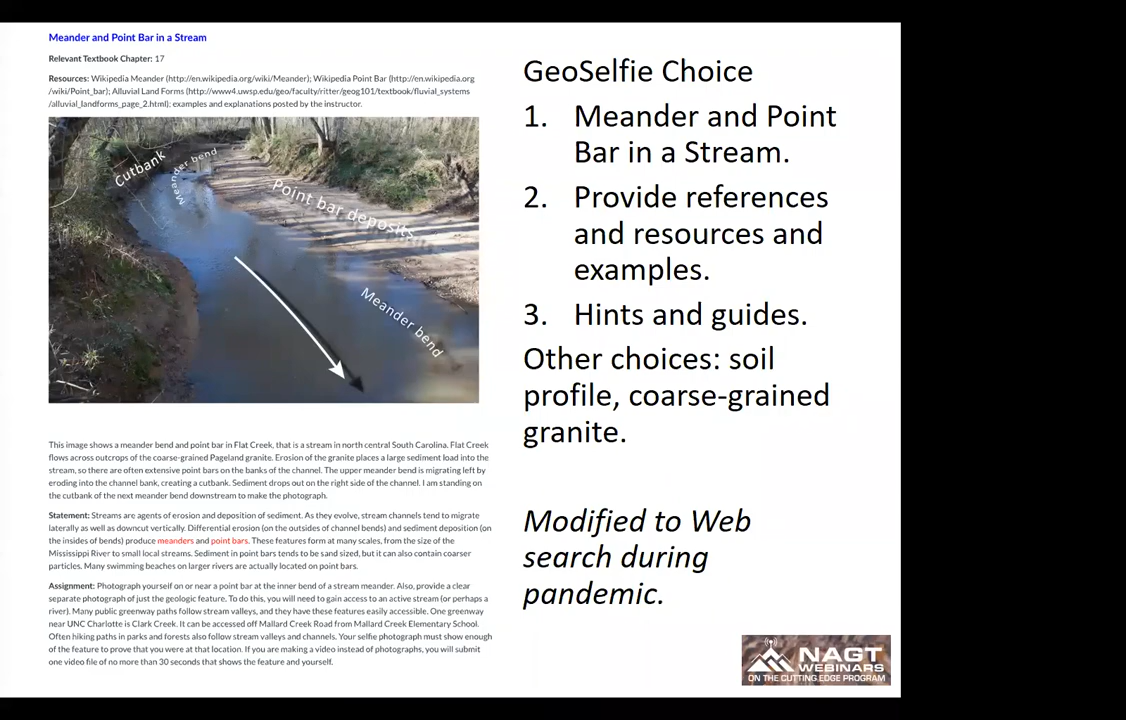 Meander and Point Bar in a Stream
Relevant Textbook Chapter: 17
Resources: Wikipedia Meander (http://en.wikipedia.org/wiki/Meander); Wikipedia Point Bar (http://en.wikipedia.org
/wiki/Point_bar); Alluvial Land Forms (http://www4.uwsp.edu/geo/faculty/ritter/geog101/textbook/fluvial_systems
/alluvial_landforms_page_2.html); examples and explanations posted by the instructor.
Cutbank
Meander bend
Point bar deposits
Meander bend
This image shows a meander bend and point bar in Flat Creek, that is a stream in north central South Carolina. Flat Creek
flows across outcrops of the coarse-grained Pageland granite. Erosion of the granite places a large sediment load into the
stream, so there are often extensive point bars on the banks of the channel. The upper meander bend is migrating left by
eroding into the channel bank, creating a cutbank. Sediment drops out on the right side of the channel. I am standing on
the cutbank of the next meander bend downstream to make the photograph.
Statement: Streams are agents of erosion and deposition of sediment. As they evolve, stream channels tend to migrate
laterally as well as downcut vertically. Differential erosion (on the outsides of channel bends) and sediment deposition (on
the insides of bends) produce meanders and point bars. These features form at many scales, from the size of the
Mississippi River to small local streams. Sediment in point bars tends to be sand sized, but it can also contain coarser
particles. Many swimming beaches on larger rivers are actually located on point bars.
Assignment: Photograph yourself on or near a point bar at the inner bend of a stream meander. Also, provide a clear
separate photograph of just the geologic feature. To do this, you will need to gain access to an active stream (or perhaps a
river). Many public greenway paths follow stream valleys, and they have these features easily accessible. One greenway
near UNC Charlotte is Clark Creek. It can be accessed off Mallard Creek Road from Mallard Creek Elementary School.
Often hiking paths in parks and forests also follow stream valleys and channels. Your selfie photograph must show enough
of the feature to prove that you were at that location. If you are making a video instead of photographs, you will submit
one video file of no more than 30 seconds that shows the feature and yourself.
GeoSelfie Choice
1. Meander and Point
Bar in a Stream.
2. Provide references
and resources and
examples.
3. Hints and guides.
Other choices: soil
profile, coarse-grained
granite.
Modified to Web
search during
pandemic.
NAGT
WEBINARS
ON THE CUTTING EDGE PROGRAM